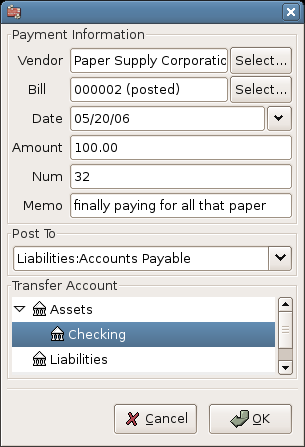 Payment Information
Vendor Paper Supply Corporatic Select...
Bill 000002 (posted) Select...
Date 05/20/06
Amount 100.00
Num 32
Memo finally paying for all that paper
Post To
Liabilities:Accounts Payable
Transfer Account
Assets
Checking
Liabilities
Cancel OK